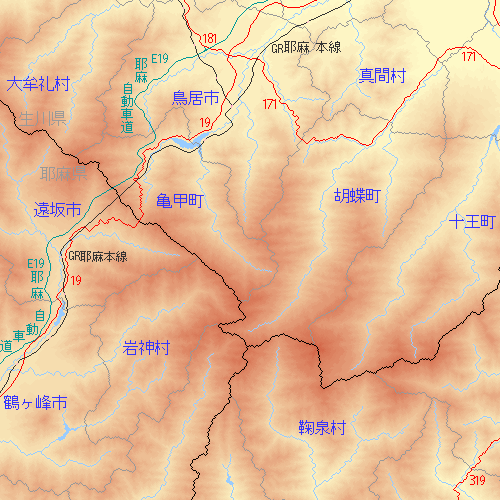 181
GR耶麻本線
E19
耶麻自動車道
真間村
171
大牟礼村
鳥居市
171
生川県
19
耶麻県
亀甲町
胡蝶町
遠坂市
十王町
GR耶麻本線
E19
耶麻自動車道
19
岩神村
鶴ヶ峰市
鞠泉村
319